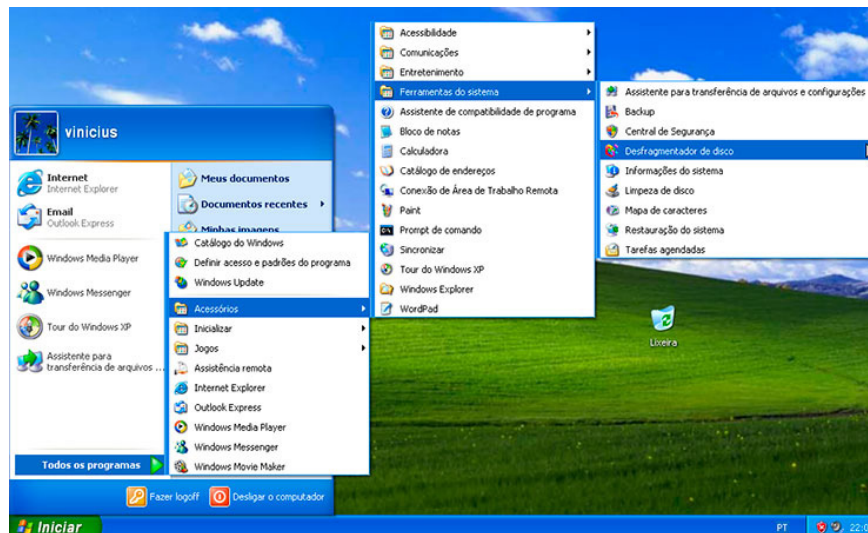 vinicius
Internet
Internet Explorer
Email
Outlook Express
Windows Media Player
Windows Messenger
Tour do Windows XP
Assistente para
transferência de arquivos ...
Todos os programas
Meus documentos
Documentos recentes
Minhas imagens
Catálogo do Windows
Definir acesso e padrões do programa
Windows Update
Acessórios
Inicializar
Jogos
Assistência remota
Internet Explorer
Outlook Express
Windows Media Player
Windows Messenger
Windows Movie Maker
Acessibilidade
Comunicações
Entretenimento
Ferramentas do sistema
Assistente de compatibilidade de programa
Bloco de notas
Calculadora
Catálogo de endereços
Conexão de Área de Trabalho Remota
Paint
Prompt de comando
Sincronizar
Tour do Windows XP
Windows Explorer
WordPad
Assistente para transferência de arquivos e configurações
Backup
Central de Segurança
Desfragmentador de disco
Informações do sistema
Limpeza de disco
Mapa de caracteres
Restauração do sistema
Tarefas agendadas
Lixeira
Fazer logoff
Desligar o computador
Iniciar
PT